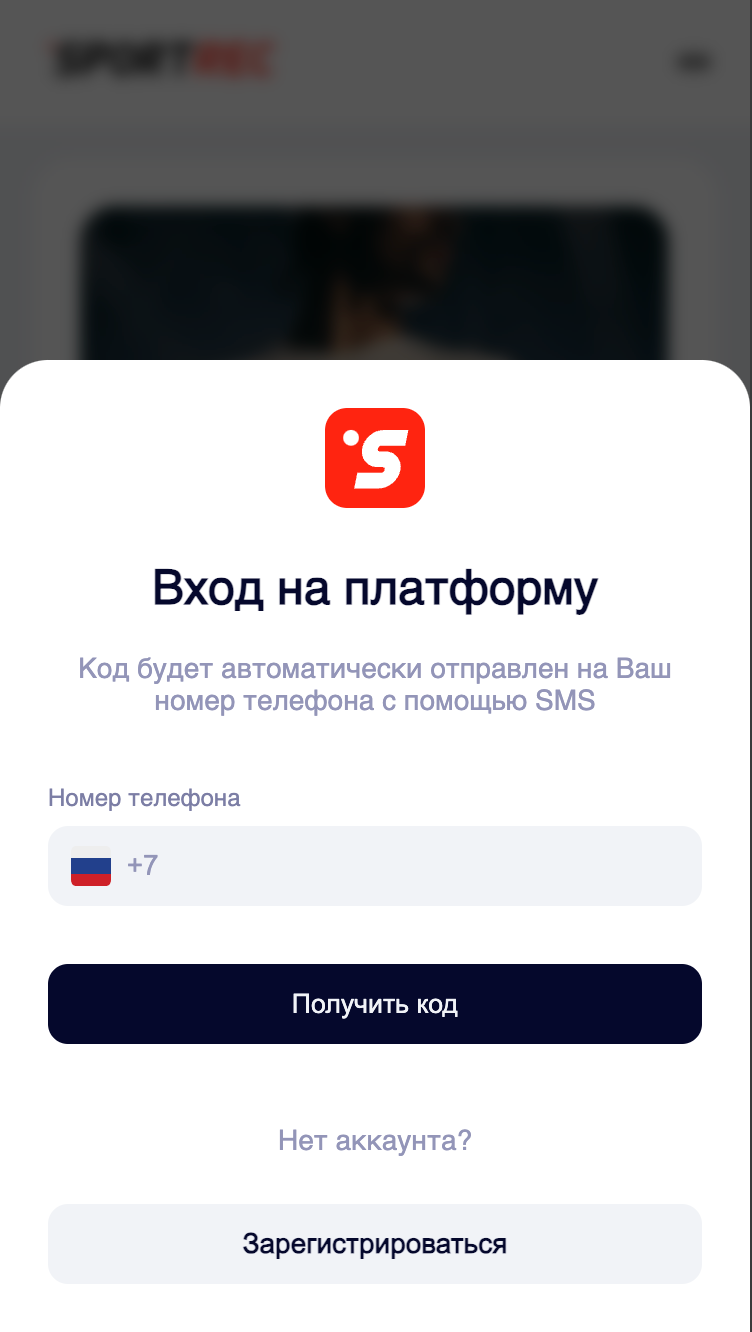 SPORTREC
Вход на платформу
Код будет автоматически отправлен на Ваш
номер телефона с помощью SMS
Номер телефона
+7
Получить код
Нет аккаунта?
Зарегистрироваться